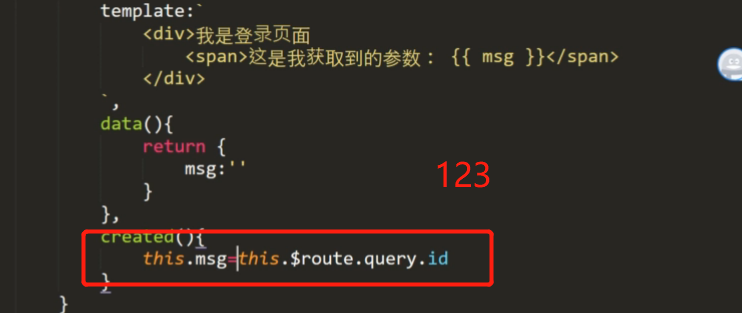 template:`
<div>我是登录页面
<span>这是我获取到的参数： {{ msg }}</span>
</div>
`,
data(){
return {
msg:''
}
},
123
created(){
this.msg=this.$route.query.id
}
}